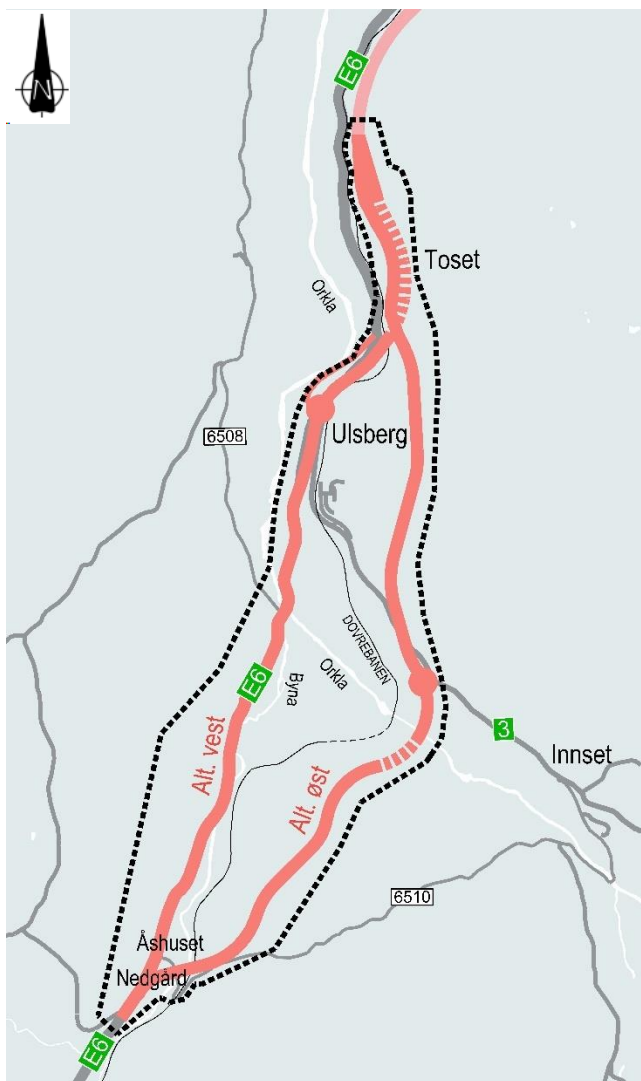 N
E6
Toset
Orkla
Ulsberg
6508
DOVREBANEN
Orkla
Byna
E6
3
Innset
Alt. vest
Alt. øst
6510
Åshuset
Nedgård
E6